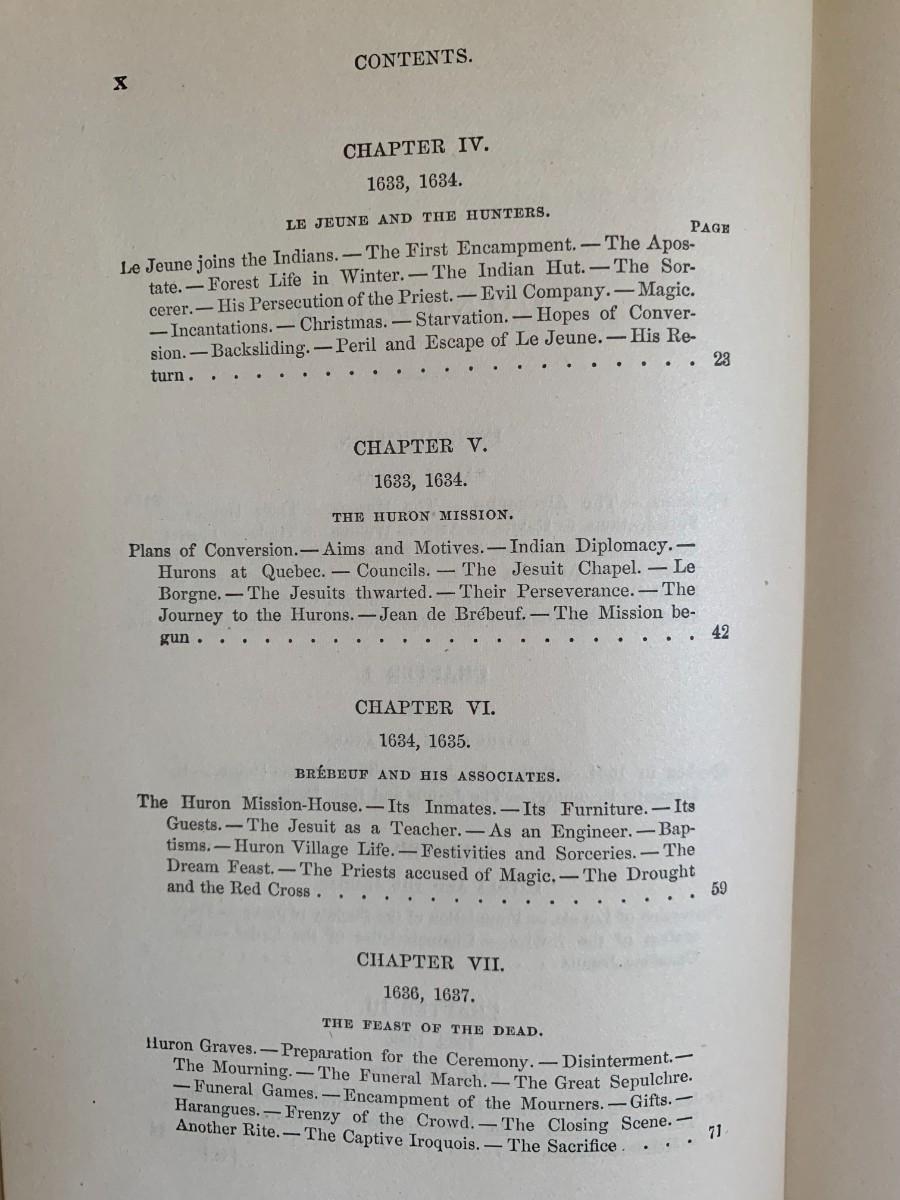 CONTENTS.
x
CHAPTER IV.
1633, 1634.
LE JEUNE AND THE HUNTERS.
PAGE
Le Jeune joins the Indians. — The First Encampment. — The Apos-
tate. — Forest Life in Winter. — The Indian Hut. — The Sor-
cerer. — His Persecution of the Priest. — Evil Company. — Magic.
— Incantations. — Christmas. — Starvation. — Hopes of Conver-
sion. — Backsliding. — Peril and Escape of Le Jeune. — His Re-
turn . . . . . . . . . . . . . . . . . . . . . 23
CHAPTER V.
1633, 1634.
THE HURON MISSION.
Plans of Conversion. — Aims and Motives. — Indian Diplomacy. —
Hurons at Quebec. — Councils. — The Jesuit Chapel. — Le
Borgne. — The Jesuits thwarted. — Their Perseverance. — The
Journey to the Hurons. — Jean de Brébeuf. — The Mission be-
gun . . . . . . . . . . . . . . . . . . . . . 42
CHAPTER VI.
1634, 1635.
BRÉBEUF AND HIS ASSOCIATES.
The Huron Mission-House. — Its Inmates. — Its Furniture. — Its
Guests. — The Jesuit as a Teacher. — As an Engineer. — Bap-
tisms. — Huron Village Life. — Festivities and Sorceries. — The
Dream Feast. — The Priests accused of Magic. — The Drought
and the Red Cross . . . . . . . . . . . . . . . 59
CHAPTER VII.
1636, 1637.
THE FEAST OF THE DEAD.
Huron Graves. — Preparation for the Ceremony. — Disinterment. —
The Mourning. — The Funeral March. — The Great Sepulchre.
— Funeral Games. — Encampment of the Mourners. — Gifts. —
Harangues. — Frenzy of the Crowd. — The Closing Scene. —
Another Rite. — The Captive Iroquois. — The Sacrifice . . . . 71